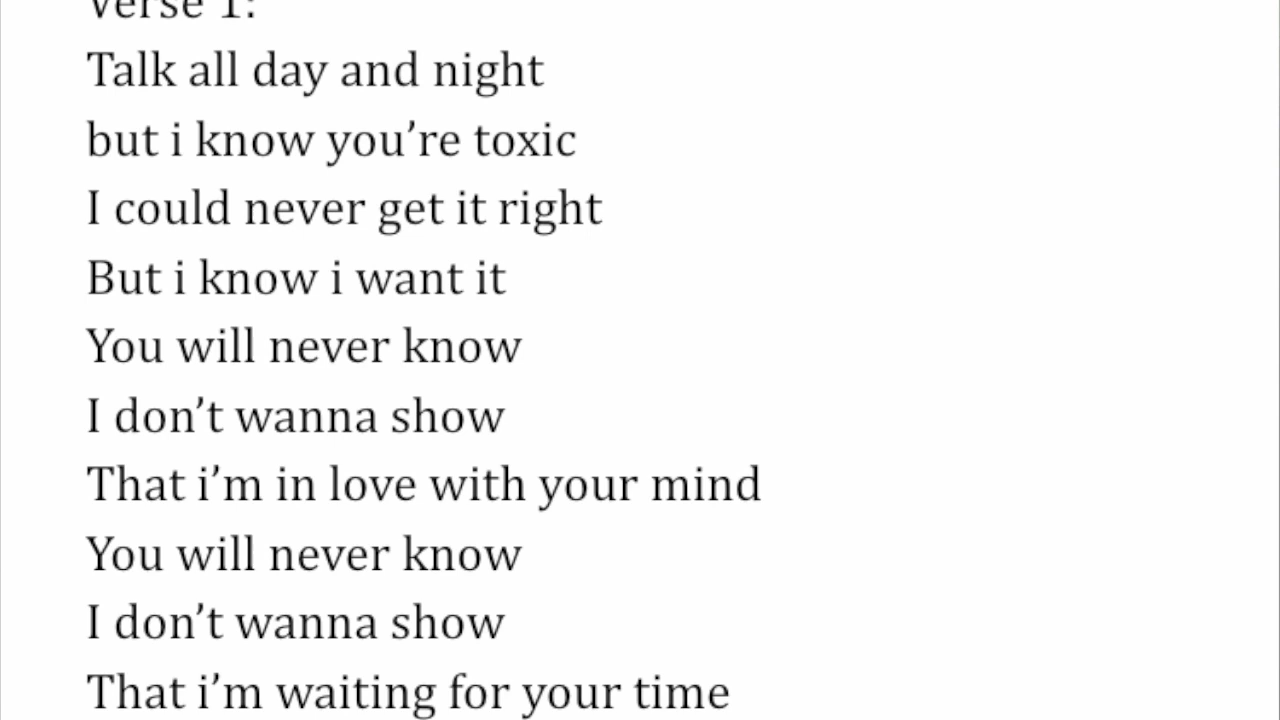 Verse 1:
Talk all day and night
but i know you’re toxic
I could never get it right
But i know i want it
You will never know
I don’t wanna show
That i’m in love with your mind
You will never know
I don’t wanna show
That i’m waiting for your time